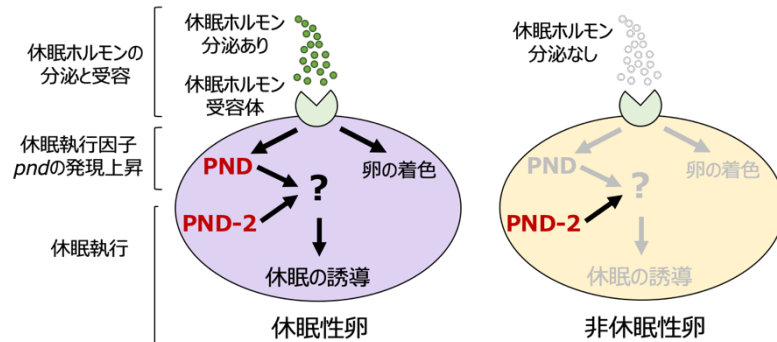 休眠ホルモンの
分泌と受容
休眠ホルモン
分泌あり
休眠ホルモン
受容体
休眠ホルモン
分泌なし
休眠執行因子
pndの発現上昇
PND
卵の着色
?
PND-2
休眠の誘導
休眠執行
休眠性卵
PND
卵の着色
?
PND-2
休眠の誘導
非休眠性卵